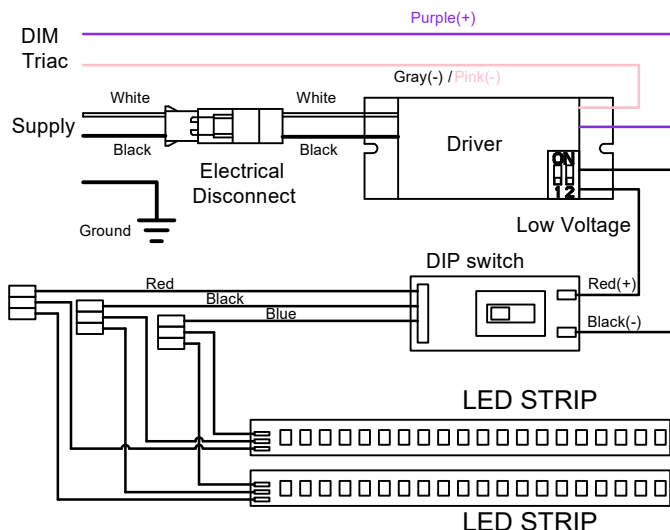 Purple(+)
DIM
Triac
Gray(-) /Pink(-)
White
White
Supply
Driver
Black
Black
ON
Electrical
Disconnect
1 2
Low Voltage
Ground
DIP switch
Red
Red(+)
Black
Blue
Black(-)
LED STRIP
LED STRIP